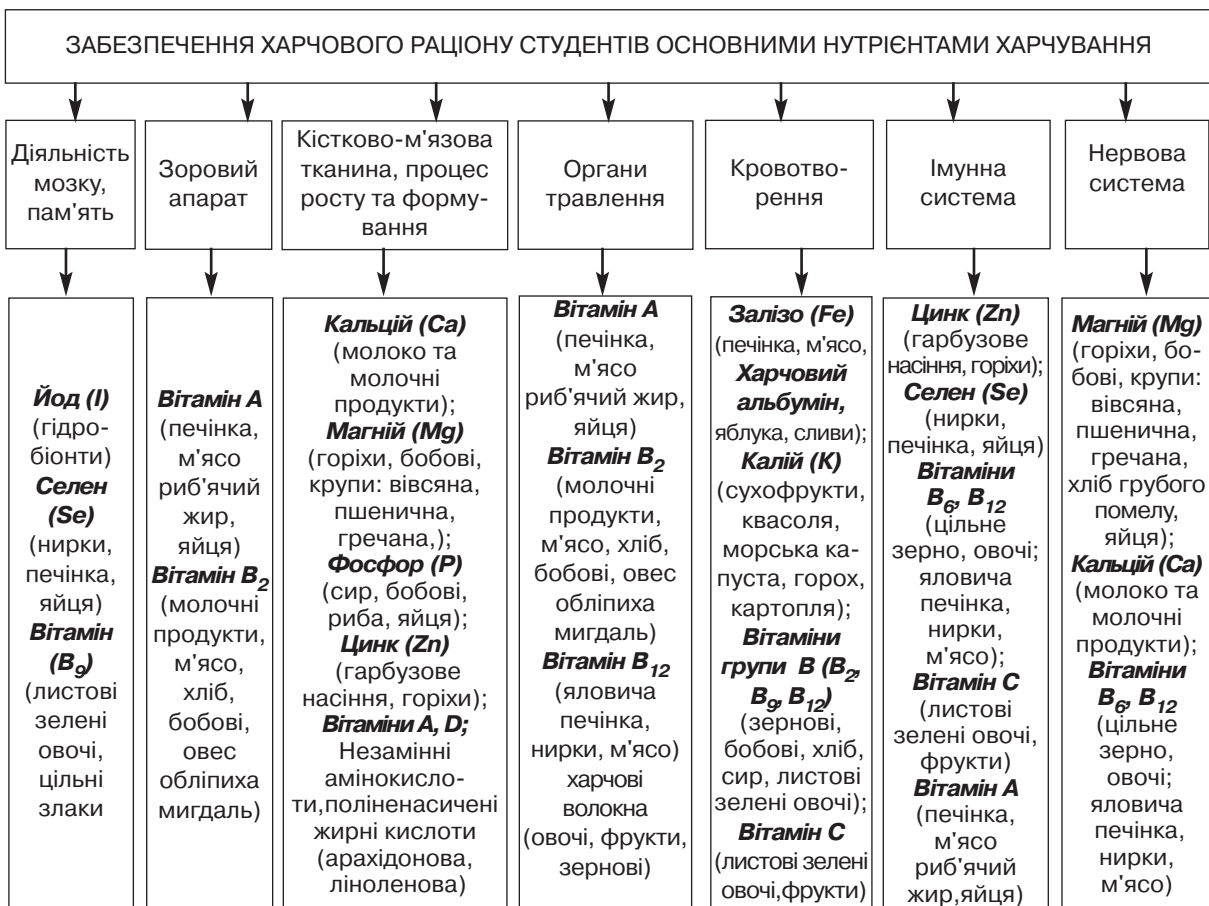 ЗАБЕЗПЕЧЕННЯ ХАРЧОВОГО РАЦІОНУ СТУДЕНТІВ ОСНОВНИМИ НУТРІЄНТАМИ ХАРЧУВАННЯ
Діяльність
мозку,
пам'ять
Зоровий
апарат
Кістково-м'язова
тканина, процес
росту та форму-
вання
Органи
травлення
Кровотво-
рення
Імунна
система
Нервова
система
Йод (I)
(гідро-
біонти)
Селен
(Se)
(нирки,
печінка,
яйця)
Вітамін
(B9)
(листові
зелені
овочі,
цільні
злаки
Вітамін А
(печінка,
м'ясо
риб'ячий
жир,
яйця)
Вітамін B2
(молочні
продукти,
м'ясо,
хліб,
бобові,
овес
обліпиха
мигдаль)
Кальцій (Ca)
(молоко та
молочні
продукти);
Магній (Mg)
(горіхи, бобові,
крупи: вівсяна,
пшенична,
гречана,);
Фосфор (P)
(сир, бобові,
риба, яйця);
Цинк (Zn)
(гарбузове
насіння, горіхи);
Вітаміни А, D;
Незамінні
амінокисло-
ти,поліненасичені
жирні кислоти
(арахідонова,
ліноленова)
Вітамін А
(печінка,
м'ясо
риб'ячий жир,
яйця)
Вітамін B2
(молочні
продукти,
м'ясо, хліб,
бобові, овес
обліпиха
мигдаль)
Вітамін B12
(яловича
печінка,
нирки, м'ясо)
харчові
волокна
(овочі, фрукти,
зернові)
Залізо (Fe)
(печінка, м'ясо,
Харчовий
альбумін,
яблука, сливи);
Калій (К)
(сухофрукти,
квасоля,
морська ка-
пуста, горох,
картопля);
Вітаміни
групи В (B2,
B9, B12)
(зернові,
бобові, хліб,
сир, листові
зелені овочі);
Вітамін С
(листові зелені
овочі,фрукти)
Цинк (Zn)
(гарбузове
насіння, горіхи);
Селен (Se)
(нирки,
печінка, яйця)
Вітаміни
B6, B12
(цільне
зерно, овочі;
яловича
печінка,
нирки,
м'ясо);
Вітамін С
(листові
зелені овочі,
фрукти)
Вітамін А
(печінка,
м'ясо
риб'ячий
жир,яйця)
Магній (Mg)
(горіхи, бо-
бові, крупи:
вівсяна,
пшенична,
гречана,
хліб грубого
помелу,
яйця);
Кальцій (Ca)
(молоко та
молочні
продукти);
Вітаміни
B6, B12
(цільне
зерно,
овочі;
яловича
печінка,
нирки,
м'ясо)